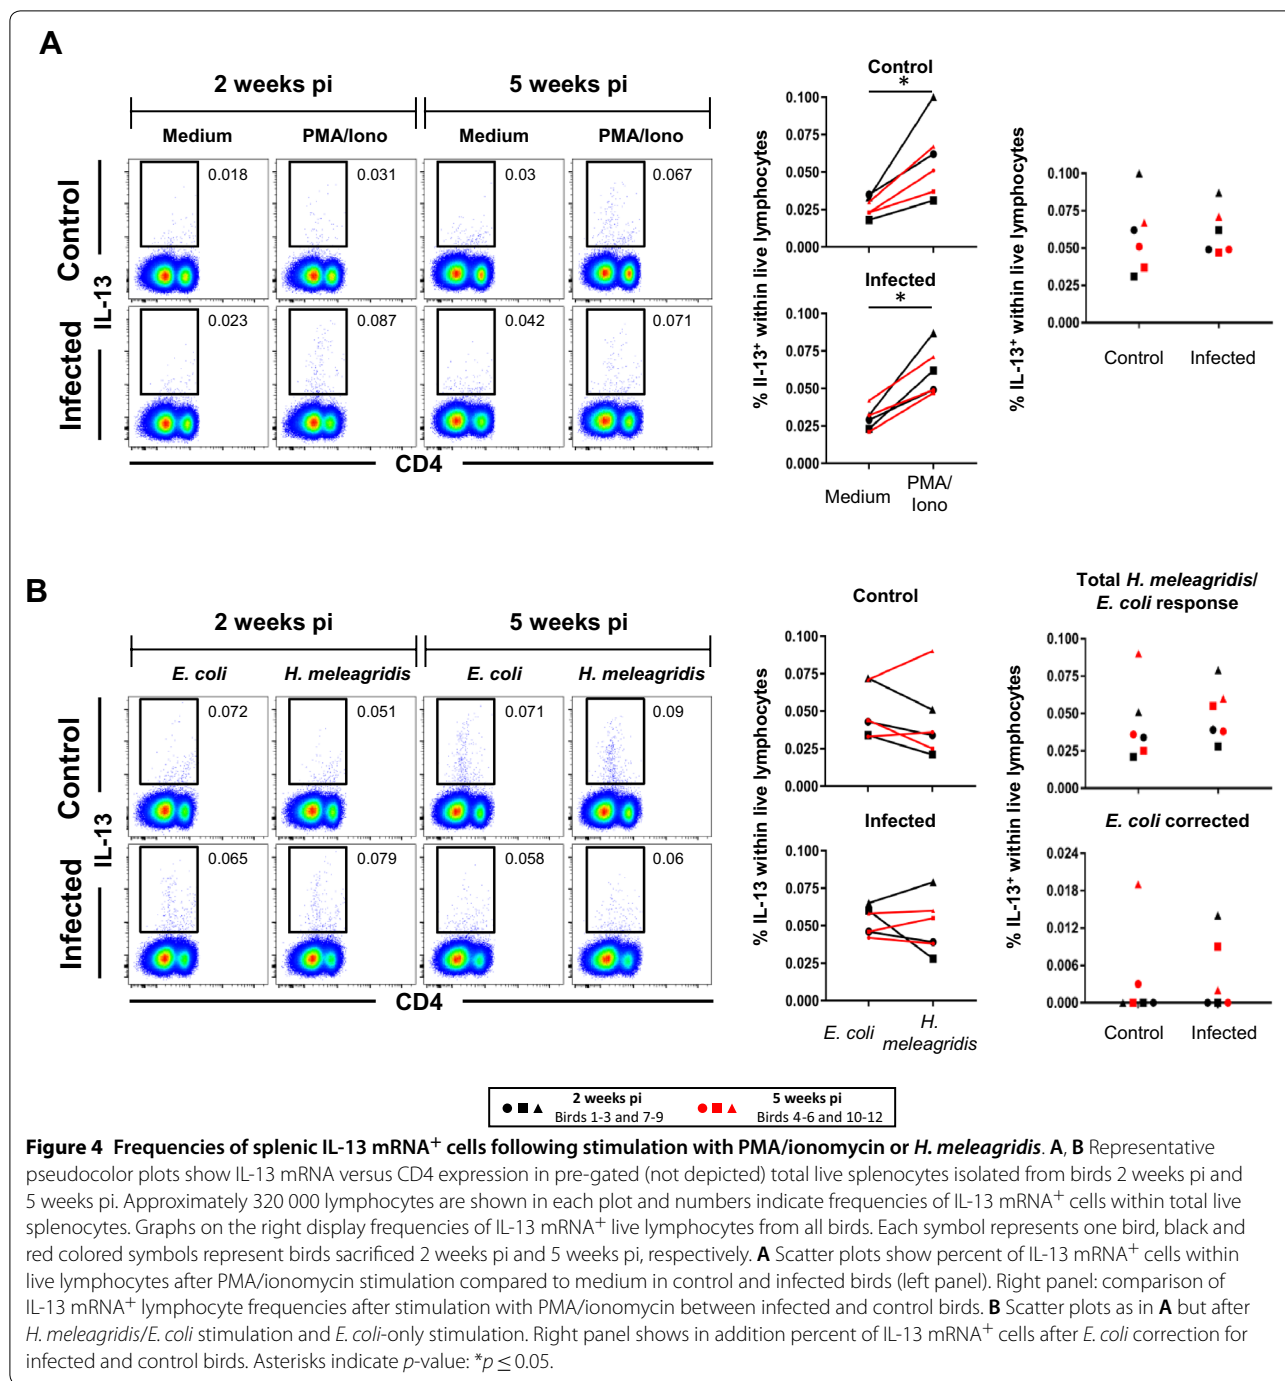 A
2 weeks pi
5 weeks pi
Medium
PMA/Iono
Medium
PMA/Iono
Control
Infected
IL-13
0.018
0.031
0.03
0.067
0.023
0.087
0.042
0.071
CD4
Control
*
0.100
0.075
0.050
0.025
0.000
Infected
*
0.100
0.075
0.050
0.025
0.000
% Il-13+ within live lymphocytes
Medium
PMA/
Iono
% IL-13+ within live lymphocytes
0.100
0.075
0.050
0.025
0.000
Control
Infected
B
2 weeks pi
5 weeks pi
E. coli
H. meleagridis
E. coli
H. meleagridis
Control
Infected
IL-13
0.072
0.051
0.071
0.09
0.065
0.079
0.058
0.06
CD4
Control
0.100
0.075
0.050
0.025
0.000
Infected
0.100
0.075
0.050
0.025
0.000
% IL-13 within live lymphocytes
E. coli
H.
meleagridis
Total H. meleagridis/
E. coli response
0.100
0.075
0.050
0.025
0.000
E. coli corrected
0.024
0.018
0.012
0.006
0.000
% IL-13+ within live lymphocytes
Control
Infected
2 weeks pi
Birds 1-3 and 7-9
5 weeks pi
Birds 4-6 and 10-12
Figure 4 Frequencies of splenic IL-13 mRNA+ cells following stimulation with PMA/ionomycin or H. meleagridis. A, B Representative
pseudocolor plots show IL-13 mRNA versus CD4 expression in pre-gated (not depicted) total live splenocytes isolated from birds 2 weeks pi and
5 weeks pi. Approximately 320 000 lymphocytes are shown in each plot and numbers indicate frequencies of IL-13 mRNA+ cells within total live
splenocytes. Graphs on the right display frequencies of IL-13 mRNA+ live lymphocytes from all birds. Each symbol represents one bird, black and
red colored symbols represent birds sacrificed 2 weeks pi and 5 weeks pi, respectively. A Scatter plots show percent of IL-13 mRNA+ cells within
live lymphocytes after PMA/ionomycin stimulation compared to medium in control and infected birds (left panel). Right panel: comparison of
IL-13 mRNA+ lymphocyte frequencies after stimulation with PMA/ionomycin between infected and control birds. B Scatter plots as in A but after
H. meleagridis/E. coli stimulation and E. coli-only stimulation. Right panel shows in addition percent of IL-13 mRNA+ cells after E. coli correction for
infected and control birds. Asterisks indicate p-value: *p ≤ 0.05.